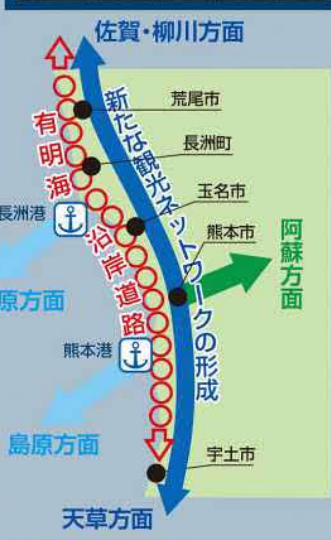 佐賀・柳川方面
荒尾市
新たな観光ネットワークの形成
長洲町
有明海沿岸道路
玉名市
長洲港
熊本市
阿蘇方面
原方面
熊本港
島原方面
宇土市
天草方面